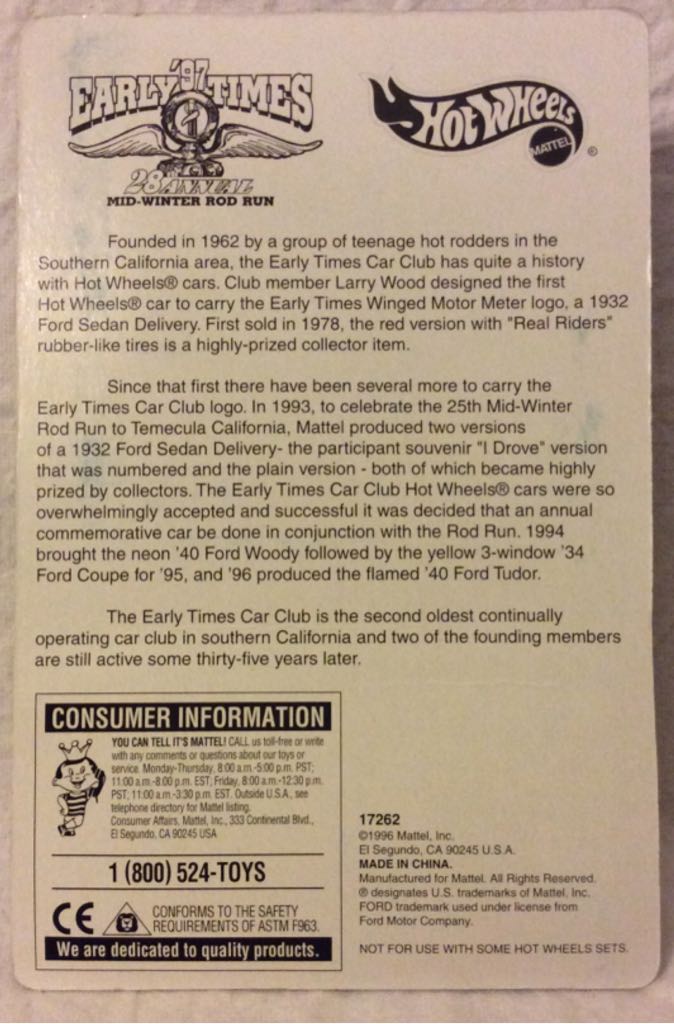 '97
EARLY TIMES
28 ANNUAL
MID-WINTER ROD RUN
Hot Wheels
MATTEL
®
Founded in 1962 by a group of teenage hot rodders in the
Southern California area, the Early Times Car Club has quite a history
with Hot Wheels® cars. Club member Larry Wood designed the first
Hot Wheels® car to carry the Early Times Winged Motor Meter logo, a 1932
Ford Sedan Delivery. First sold in 1978, the red version with "Real Riders"
rubber-like tires is a highly-prized collector item.
Since that first there have been several more to carry the
Early Times Car Club logo. In 1993, to celebrate the 25th Mid-Winter
Rod Run to Temecula California, Mattel produced two versions
of a 1932 Ford Sedan Delivery- the participant souvenir "I Drove" version
that was numbered and the plain version - both of which became highly
prized by collectors. The Early Times Car Club Hot Wheels® cars were so
overwhelmingly accepted and successful it was decided that an annual
commemorative car be done in conjunction with the Rod Run. 1994
brought the neon '40 Ford Woody followed by the yellow 3-window '34
Ford Coupe for '95, and '96 produced the flamed '40 Ford Tudor.
The Early Times Car Club is the second oldest continually
operating car club in southern California and two of the founding members
are still active some thirty-five years later.
CONSUMER INFORMATION
YOU CAN TELL IT'S MATTEL! CALL us toll-free or write
with any comments or questions about our toys or
service. Monday-Thursday, 8:00 a.m.-5:00 p.m. PST;
11:00 a.m.-8:00 p.m. EST, Friday, 8:00 a.m.-12:30 p.m.
PST; 11:00 a.m.-3:30 p.m. EST. Outside U.S.A., see
telephone directory for Mattel listing.
Consumer Affairs, Mattel, Inc., 333 Continental Blvd.,
El Segundo, CA 90245 USA
1 (800) 524-TOYS
CE
CONFORMS TO THE SAFETY
REQUIREMENTS OF ASTM F963.
We are dedicated to quality products.
17262
©1996 Mattel, Inc.
El Segundo, CA 90245 U.S.A.
MADE IN CHINA.
Manufactured for Mattel. All Rights Reserved.
® designates U.S. trademarks of Mattel, Inc.
FORD trademark used under license from
Ford Motor Company.
NOT FOR USE WITH SOME HOT WHEELS SETS.